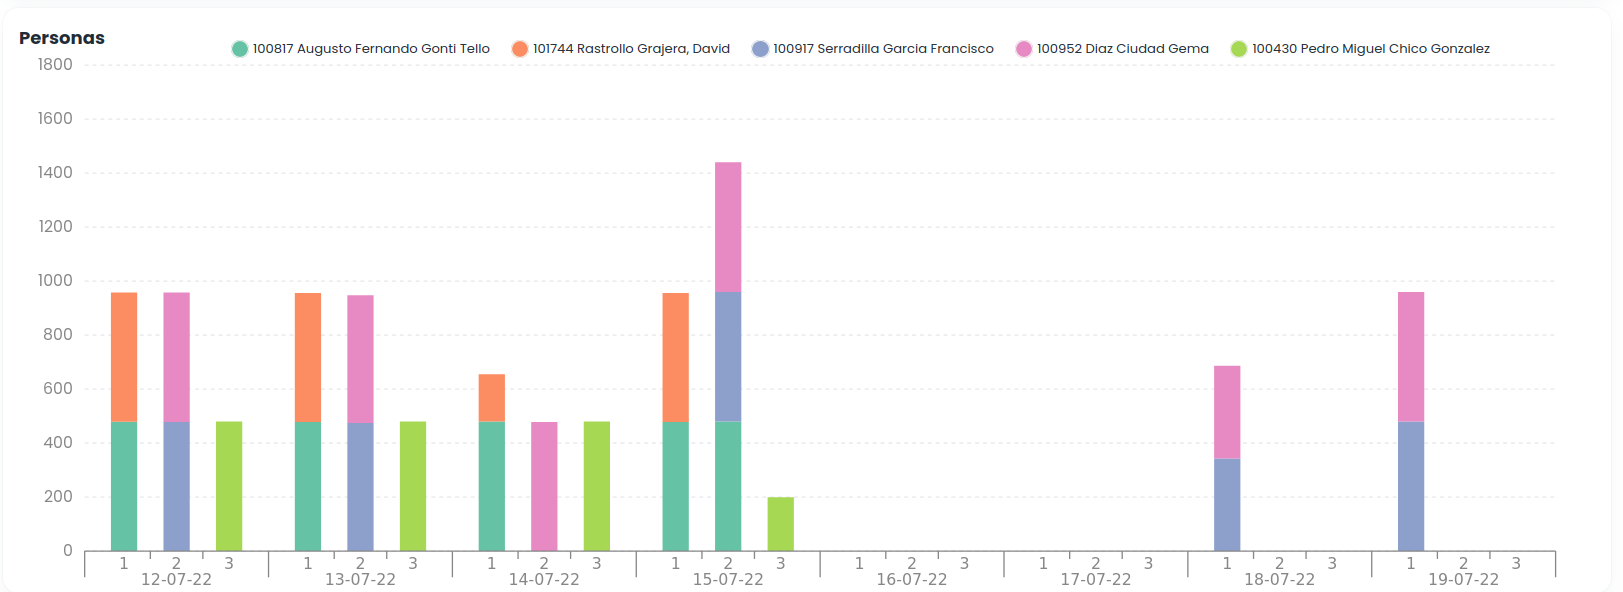 Personas
100817 Augusto Fernando Gonti Tello 101744 Rastrollo Grajera, David 100917 Serradilla Garcia Francisco 100952 Diaz Ciudad Gema 100430 Pedro Miguel Chico Gonzalez
1800
1600
1400
1200
1000
800
600
400
200
0
1 2 3 1 2 3 1 2 3 1 2 3 1 2 3 1 2 3 1 2 3 1 2 3
12-07-22 13-07-22 14-07-22 15-07-22 16-07-22 17-07-22 18-07-22 19-07-22